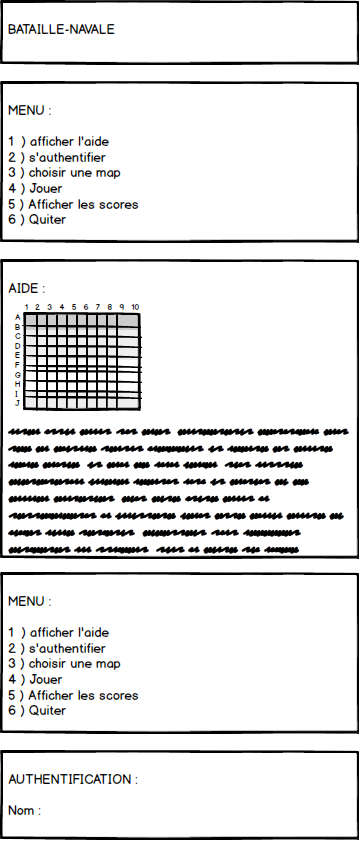 BATAILLE-NAVALE
MENU :
1 ) afficher l'aide
2 ) s'authentifier
3 ) choisir une map
4 ) Jouer
5 ) Afficher les scores
6 ) Quiter
AIDE :
1 2 3 4 5 6 7 8 9 10
A
B
C
D
E
F
G
H
I
J
MENU :
1 ) afficher l'aide
2 ) s'authentifier
3 ) choisir une map
4 ) Jouer
5 ) Afficher les scores
6 ) Quiter
AUTHENTIFICATION :
Nom :